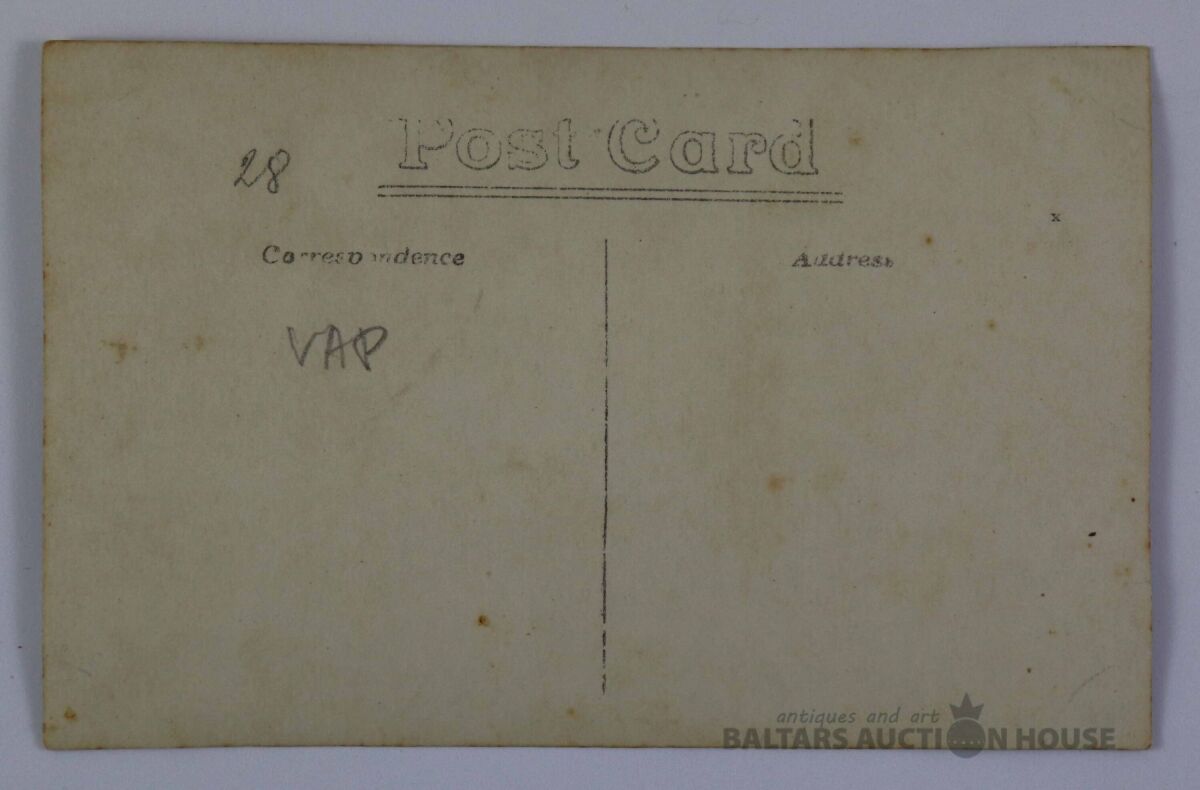 Post Card
28
x
Correspondence
Address
VAP
antiques and art
BALTARS AUCTION HOUSE